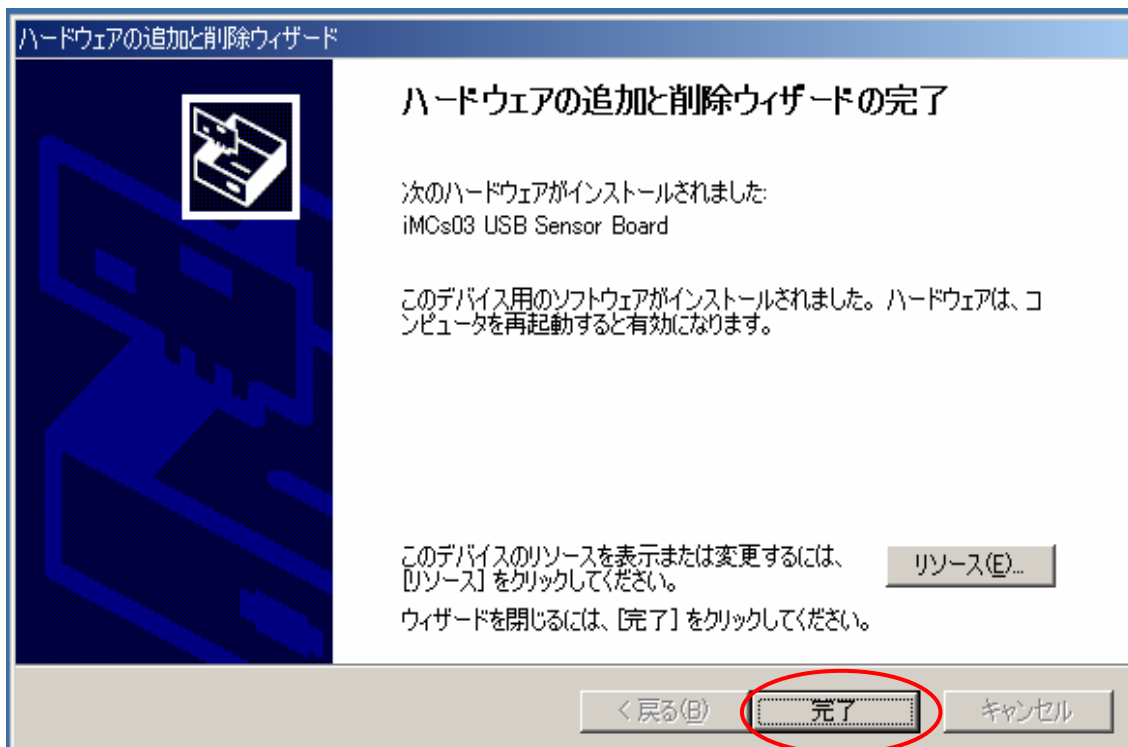 ハードウェアの追加と削除ウィザード
ハードウェアの追加と削除ウィザードの完了
次のハードウェアがインストールされました:
iMCs03 USB Sensor Board
このデバイス用のソフトウェアがインストールされました。 ハードウェアは、コ
ンピュータを再起動すると有効になります。
このデバイスのリソースを表示または変更するには、
[リソース] をクリックしてください。
リソース(E)...
ウィザードを閉じるには、[完了] をクリックしてください。
< 戻る(B) 完了 キャンセル